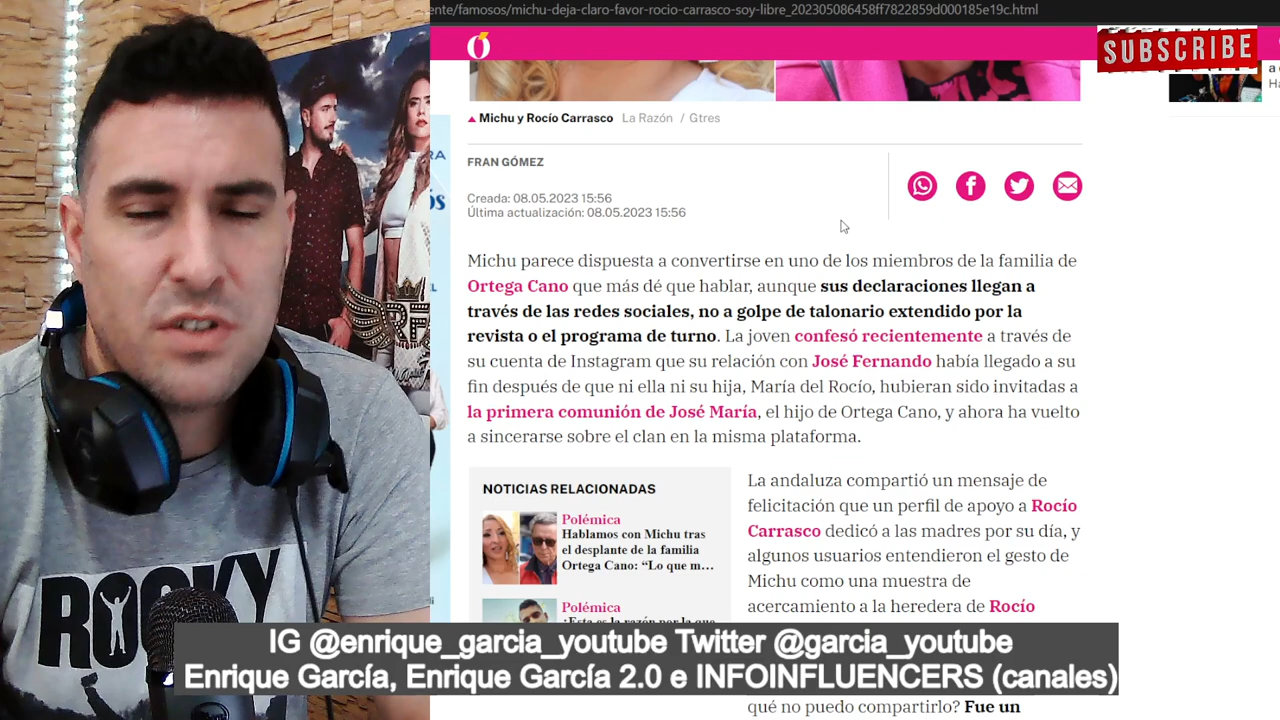 ente/famosos/michu-deja-claro-favor-rocio-carrasco-soy-libre_202305086458ff7822859d000185e19c.html
SUBSCRIBE
Michu y Rocío Carrasco La Razón / Gtres
FRAN GÓMEZ
Creada: 08.05.2023 15:56
Última actualización: 08.05.2023 15:56
Michu parece dispuesta a convertirse en uno de los miembros de la familia de
Ortega Cano que más dé que hablar, aunque sus declaraciones llegan a
través de las redes sociales, no a golpe de talonario extendido por la
revista o el programa de turno. La joven confesó recientemente a través de
su cuenta de Instagram que su relación con José Fernando había llegado a su
fin después de que ni ella ni su hija, María del Rocío, hubieran sido invitadas a
la primera comunión de José María, el hijo de Ortega Cano, y ahora ha vuelto
a sincerarse sobre el clan en la misma plataforma.
NOTICIAS RELACIONADAS
Polémica
Hablamos con Michu tras
el desplante de la familia
Ortega Cano: “Lo que m...
Polémica
¿Esta es la razón por la que
La andaluza compartió un mensaje de
felicitación que un perfil de apoyo a Rocío
Carrasco dedicó a las madres por su día, y
algunos usuarios entendieron el gesto de
Michu como una muestra de
acercamiento a la heredera de Rocío
qué no puedo compartirlo? Fue un
ROCKY
IG @enrique_garcia_youtube Twitter @garcia_youtube
Enrique García, Enrique García 2.0 e INFOINFLUENCERS (canales)